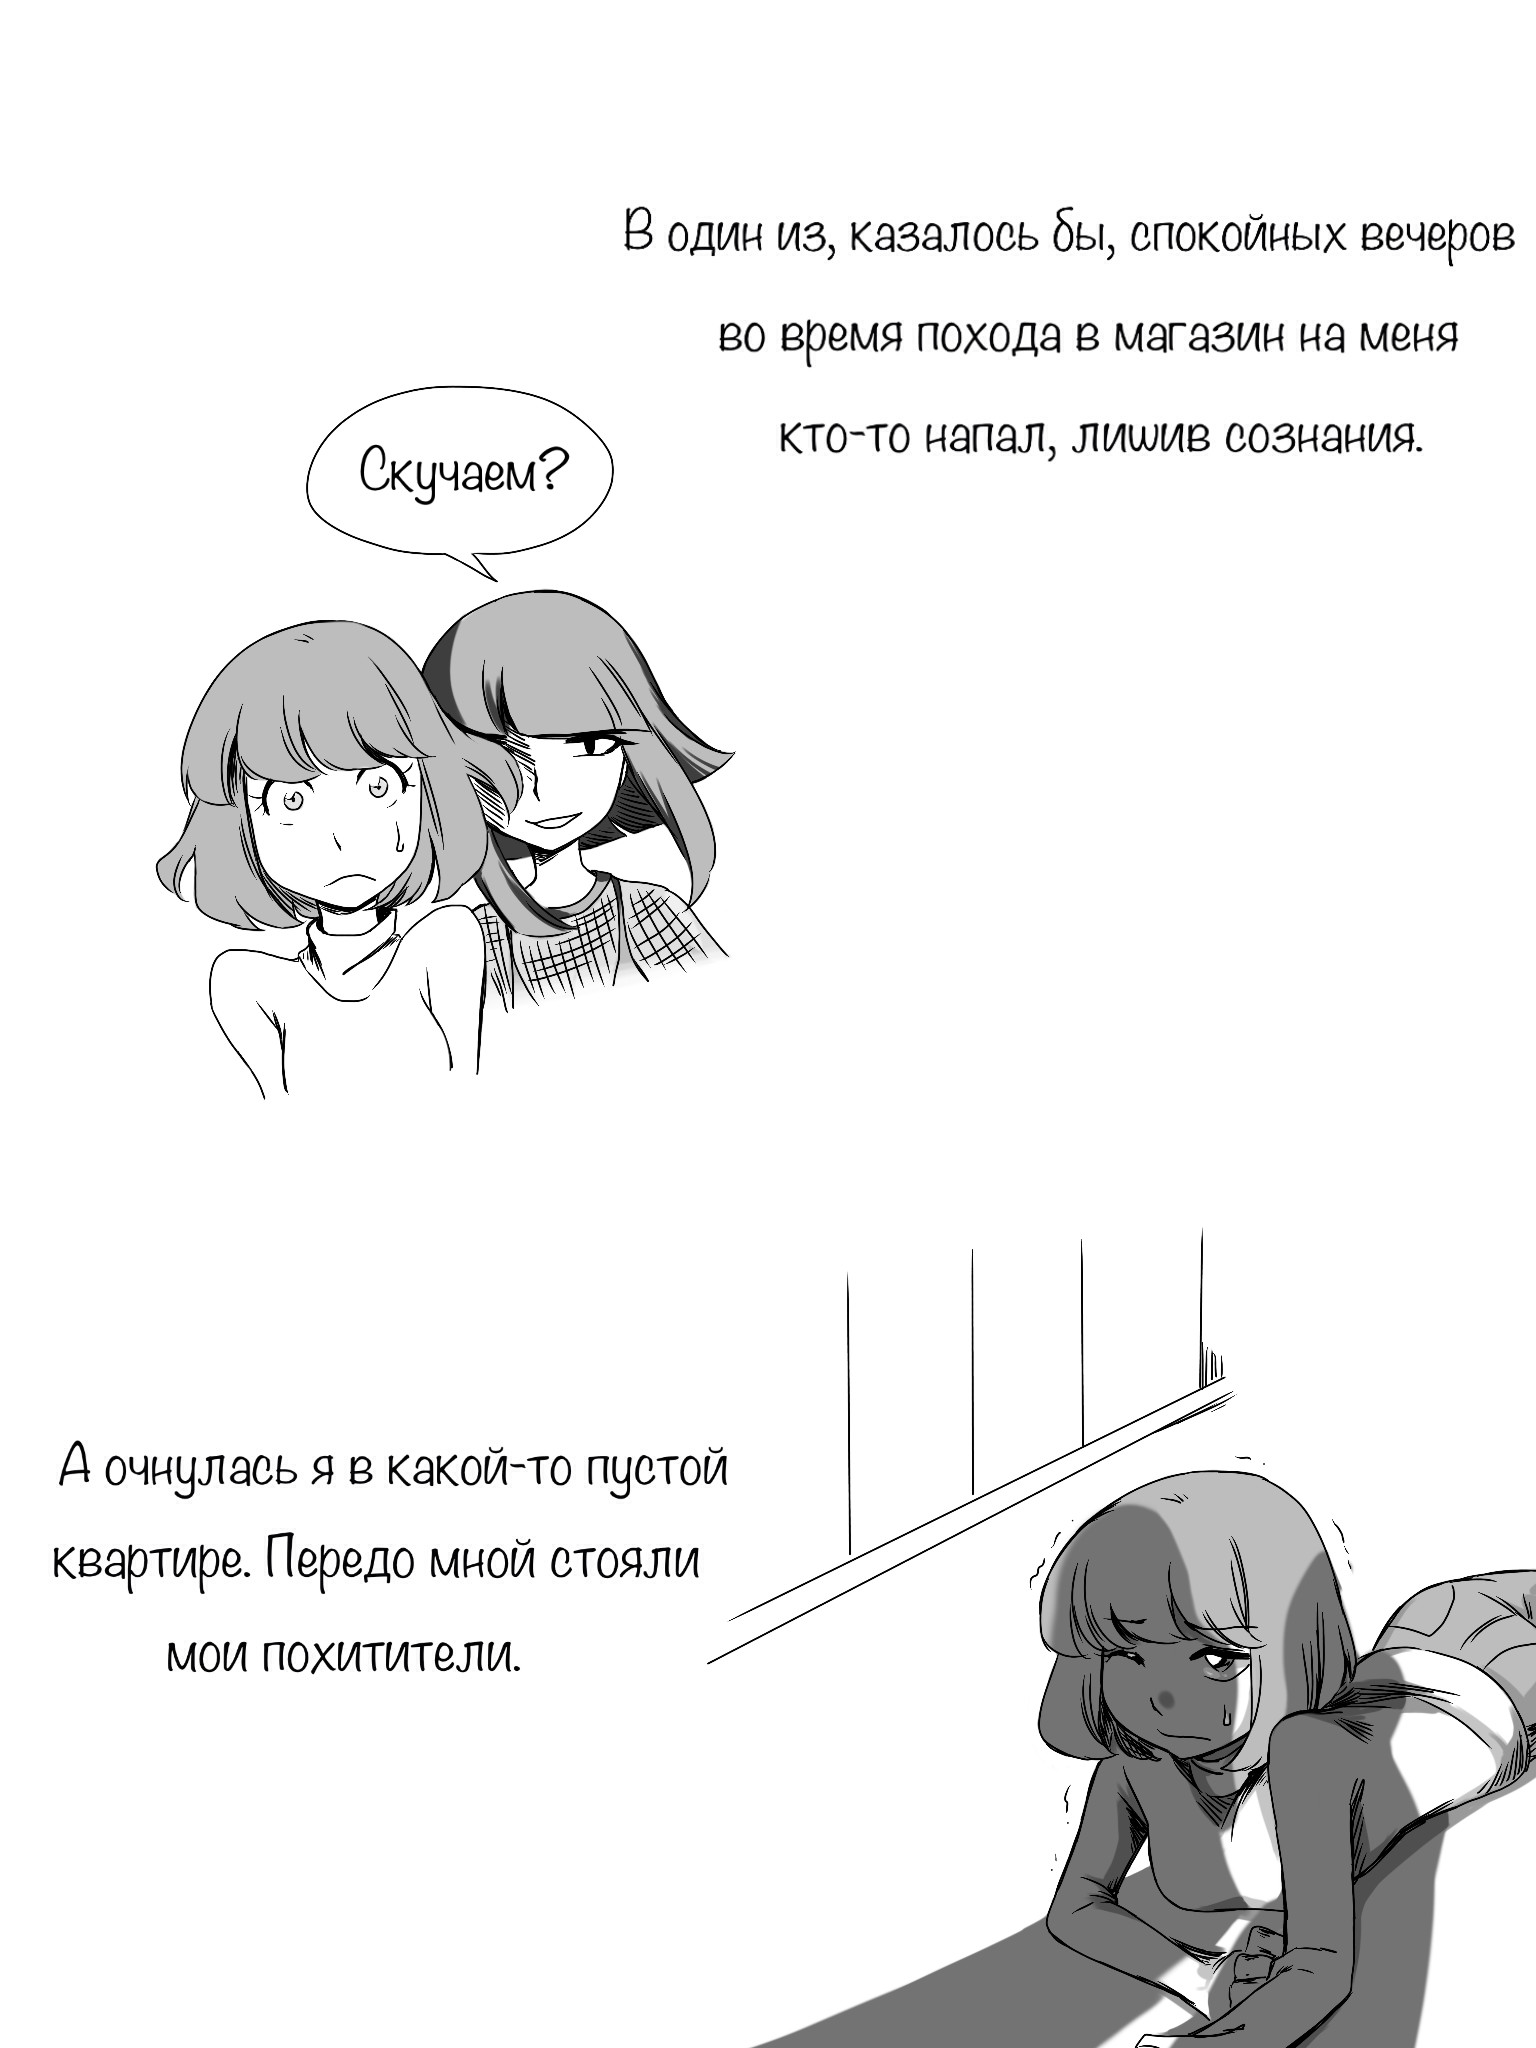 В один из, казалось бы, спокойных вечеров
во время похода в магазин на меня
кто-то напал, лишив сознания.
Скучаем?
А очнулась я в какой-то пустой
квартире. Передо мной стояли
мои похитители.